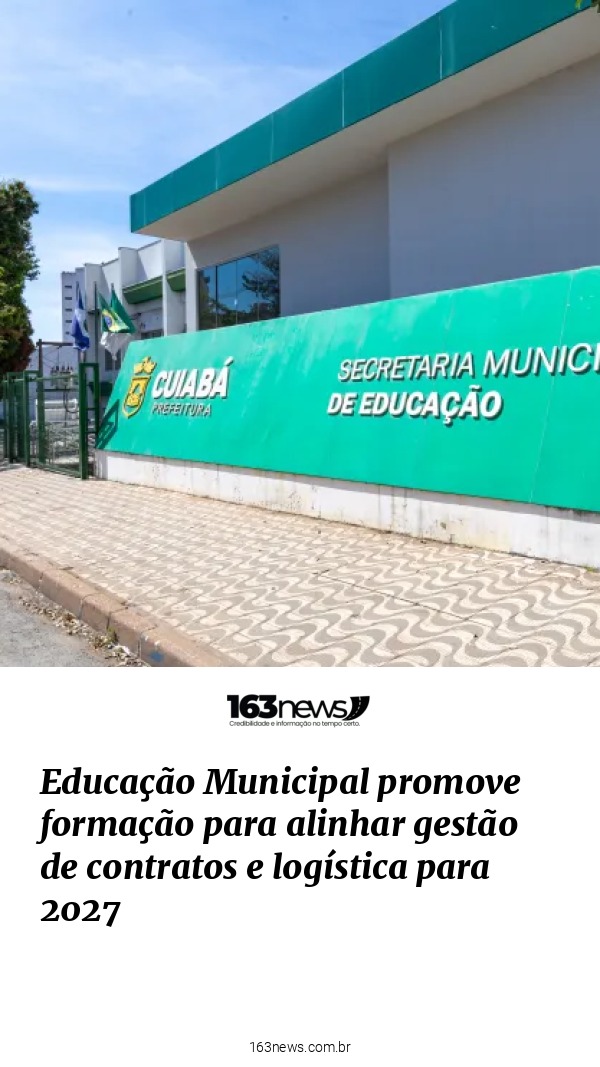 CUIABÁ
PREFEITURA
SECRETARIA MUNICI
DE EDUCAÇÃO
163news
Credibilidade e informação no tempo certo.
Educação Municipal promove
formação para alinhar gestão
de contratos e logística para
2027
163news.com.br